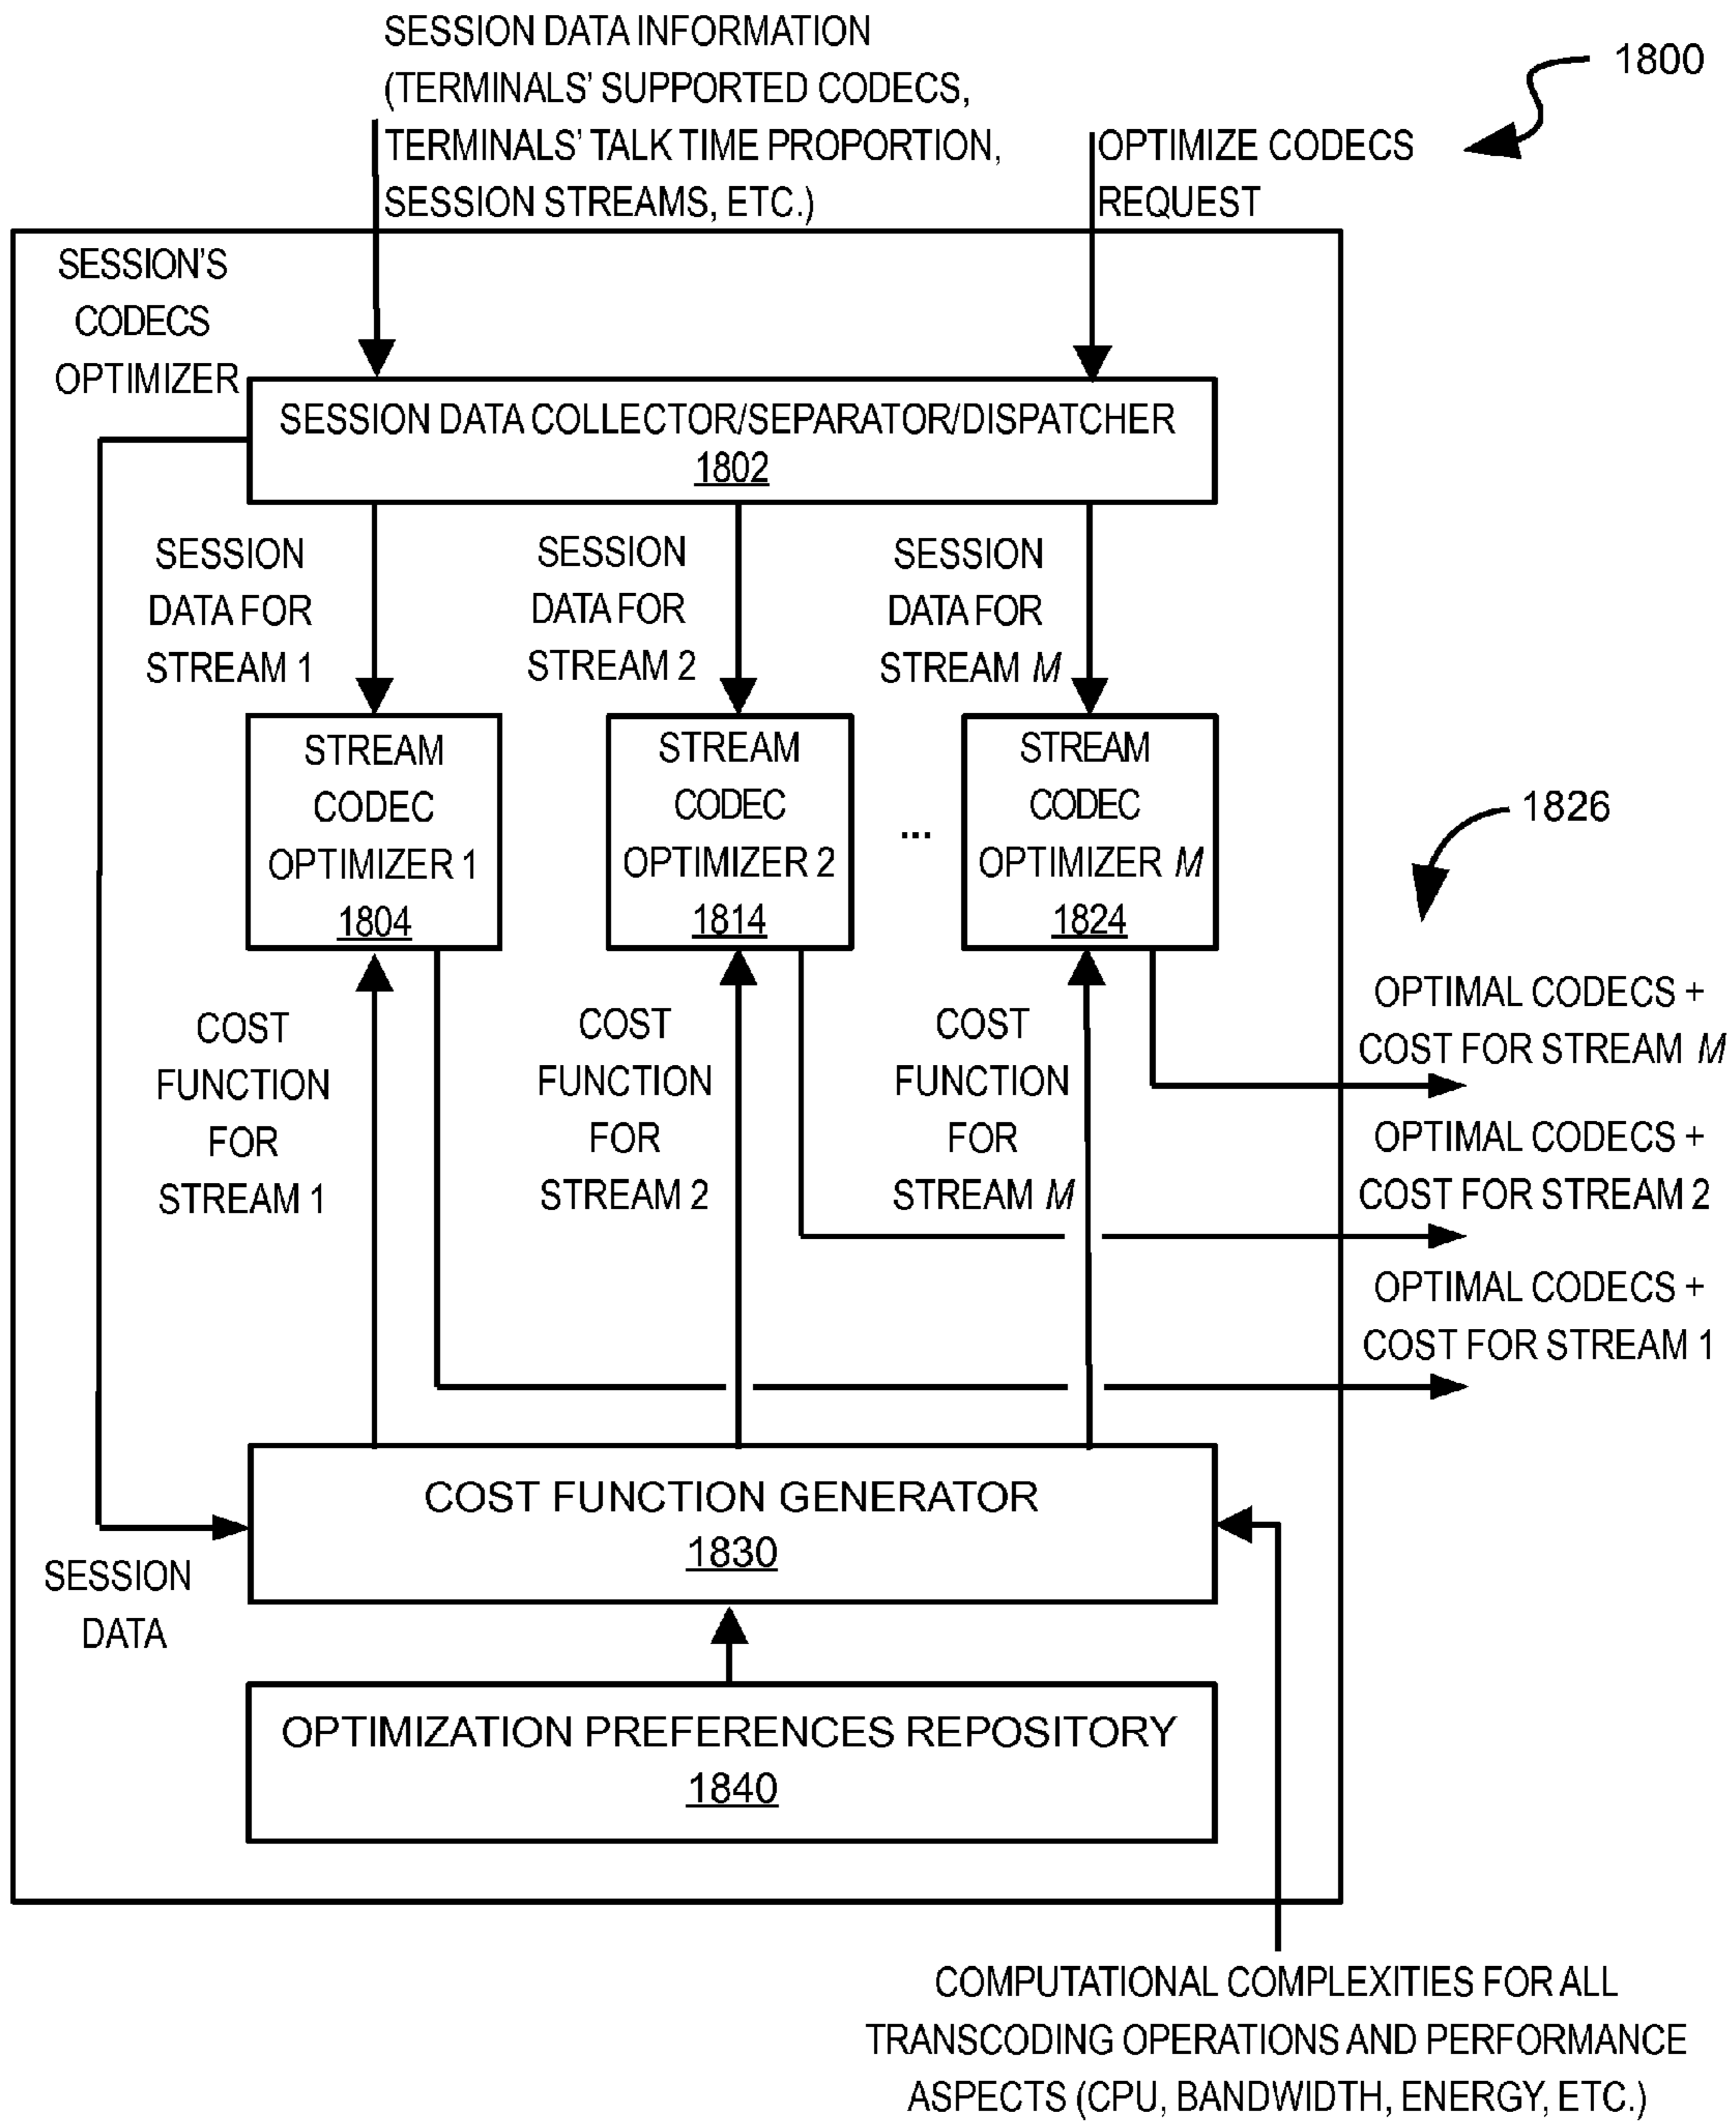 SESSION DATA INFORMATION
(TERMINALS’ SUPPORTED CODECS,
TERMINALS’ TALK TIME PROPORTION,
SESSION STREAMS, ETC.)
OPTIMIZE CODECS
REQUEST
1800
SESSION’S
CODECS
OPTIMIZER
SESSION DATA COLLECTOR/SEPARATOR/DISPATCHER
1802
SESSION
DATA FOR
STREAM 1
SESSION
DATA FOR
STREAM 2
SESSION
DATA FOR
STREAM M
STREAM
CODEC
OPTIMIZER 1
1804
STREAM
CODEC
OPTIMIZER 2
1814
...
STREAM
CODEC
OPTIMIZER M
1824
1826
COST
FUNCTION
FOR
STREAM 1
COST
FUNCTION
FOR
STREAM 2
COST
FUNCTION
FOR
STREAM M
OPTIMAL CODECS +
COST FOR STREAM M
OPTIMAL CODECS +
COST FOR STREAM 2
OPTIMAL CODECS +
COST FOR STREAM 1
COST FUNCTION GENERATOR
1830
SESSION
DATA
OPTIMIZATION PREFERENCES REPOSITORY
1840
COMPUTATIONAL COMPLEXITIES FOR ALL
TRANSCODING OPERATIONS AND PERFORMANCE
ASPECTS (CPU, BANDWIDTH, ENERGY, ETC.)